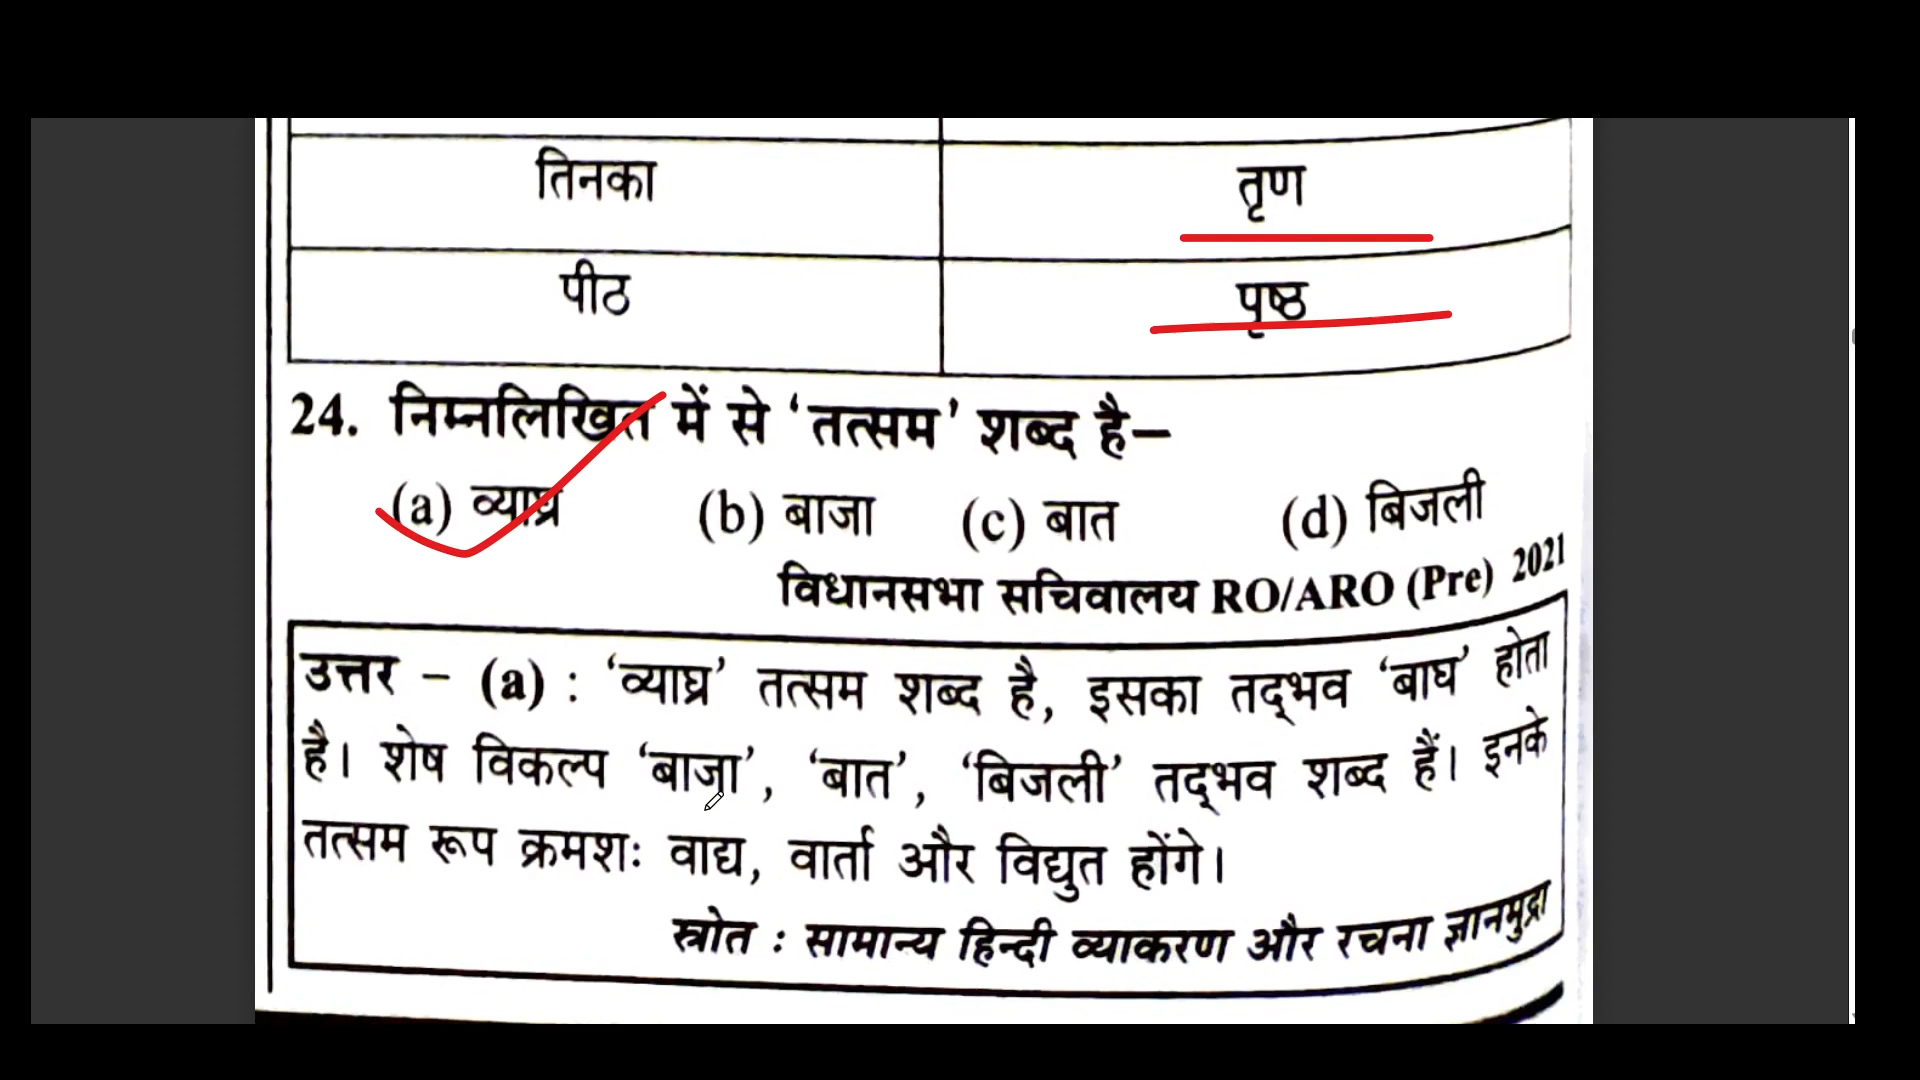 तिनका तृण
पीठ पृष्ठ
24. निम्नलिखित में से 'तत्सम' शब्द है–
(a) व्याघ्र (b) बाजा (c) बात (d) बिजली
विधानसभा सचिवालय RO/ARO (Pre) 2021
उत्तर – (a) : 'व्याघ्र' तत्सम शब्द है, इसका तद्भव 'बाघ' होता
है। शेष विकल्प 'बाजा', 'बात', 'बिजली' तद्भव शब्द हैं। इनके
तत्सम रूप क्रमशः वाद्य, वार्ता और विद्युत होंगे।
स्रोत : सामान्य हिन्दी व्याकरण और रचना ज्ञानमुद्रा